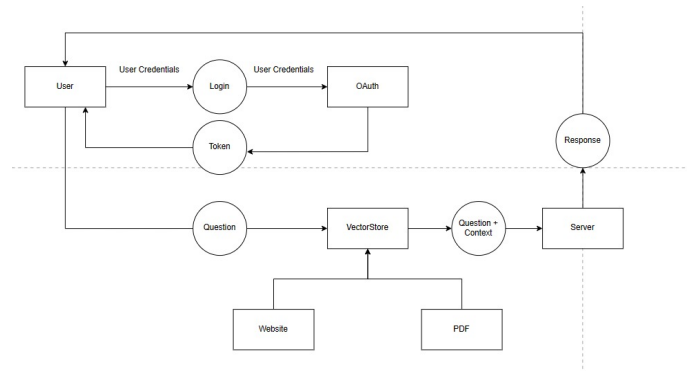 User Credentials
User Credentials
User
Login
OAuth
Token
Response
Question
VectorStore
Question +
Context
Server
Website
PDF